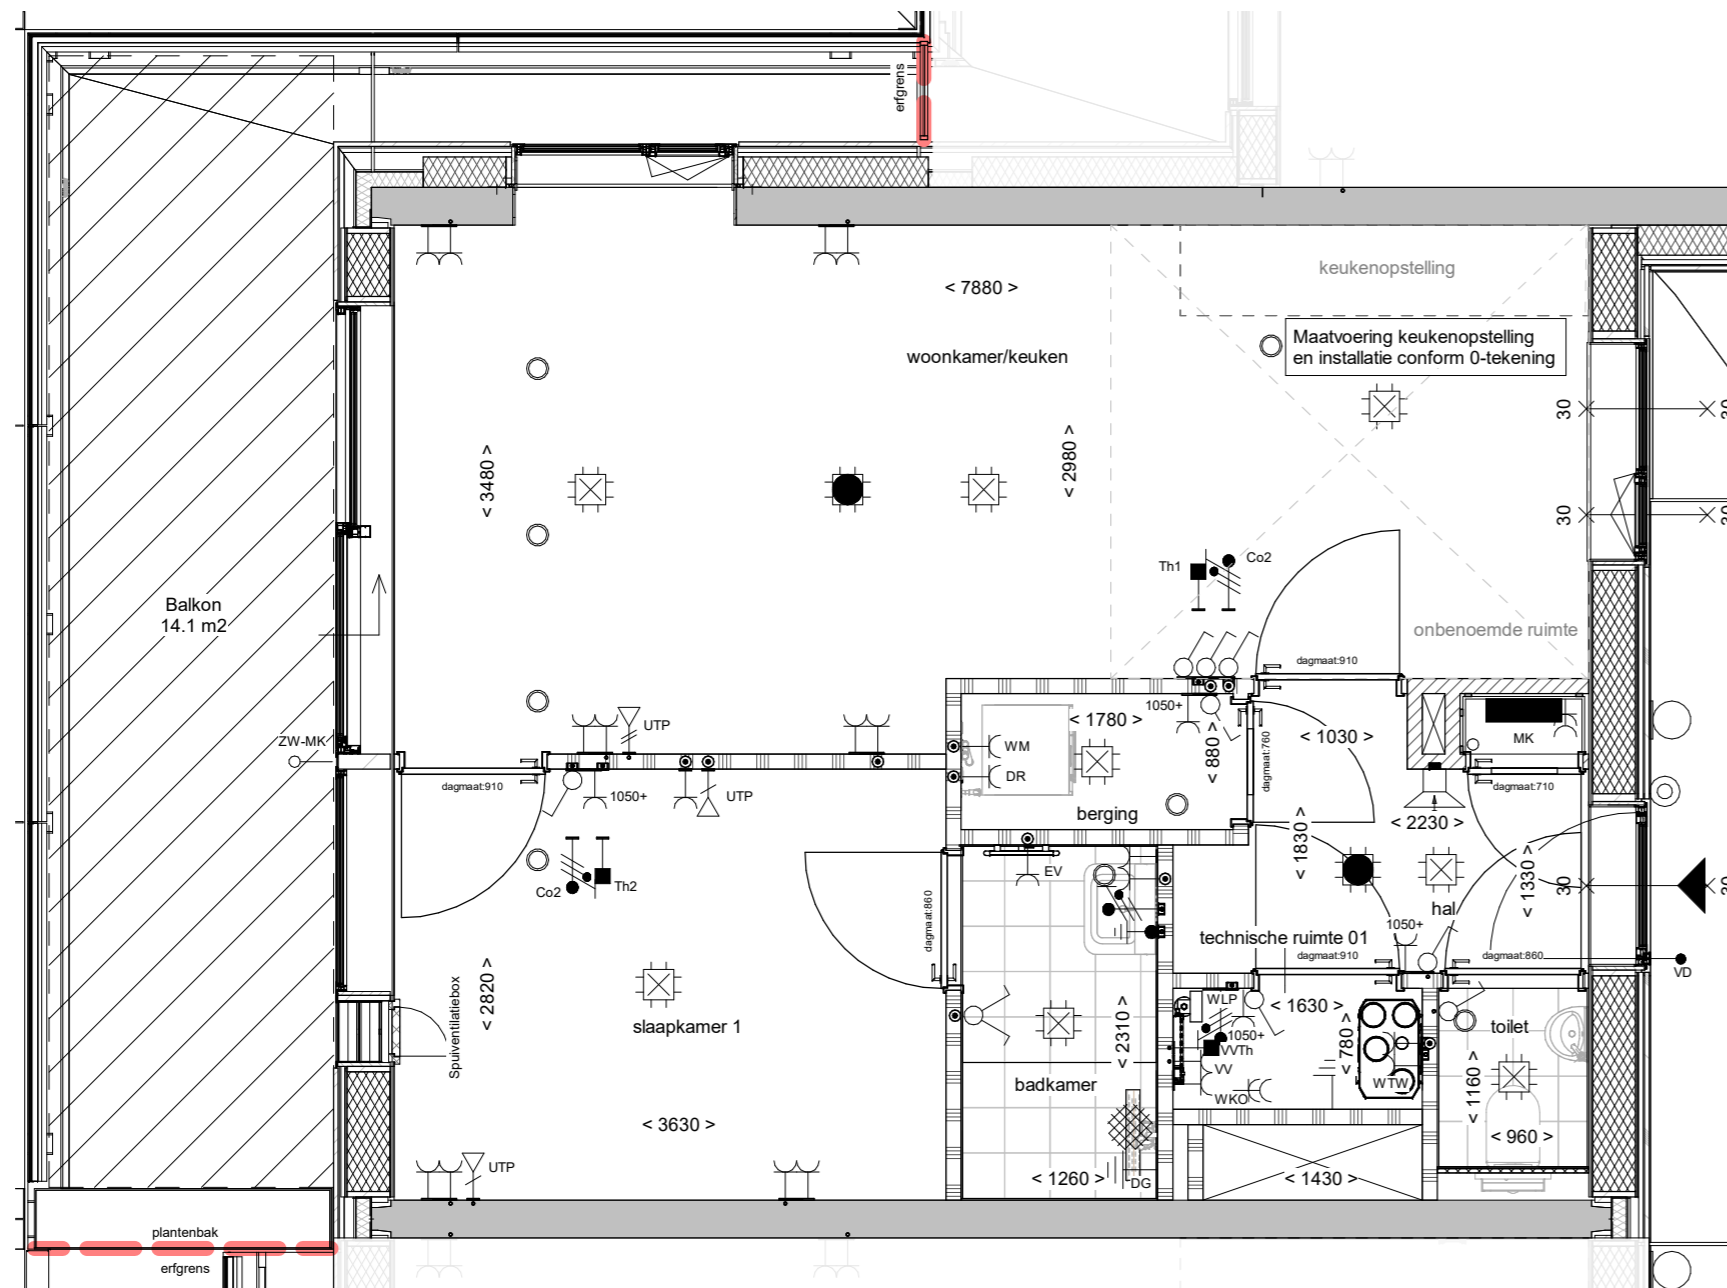 erfgrens
keukenopstelling
< 7880 >
Maatvoering keukenopstelling
en installatie conform 0-tekening
woonkamer/keuken
30
30
< 3480 >
< 2980 >
30
30
Th1
Co2
Balkon
14.1 m2
onbenoemde ruimte
dagmaat:910
1050+
< 1780 >
< 880 >
dagmaat:760
< 1030 >
MK
UTP
ZW-MK
WM
DR
dagmaat:910
1050+
UTP
dagmaat:710
berging
< 2230 >
< 1830 >
< 1330 >
EV
Co2
Th2
30
30
hal
dagmaat:860
1050+
technische ruimte 01
dagmaat:910
dagmaat:860
VD
< 2820 >
Spuiventilatiebox
slaapkamer 1
< 2310 >
WLP
< 1630 >
1050+
VVTh
VV
< 780 >
WTW
WKO
toilet
badkamer
< 1160 >
< 3630 >
< 960 >
UTP
< 1260 >
DG
< 1430 >
plantenbak
erfgrens